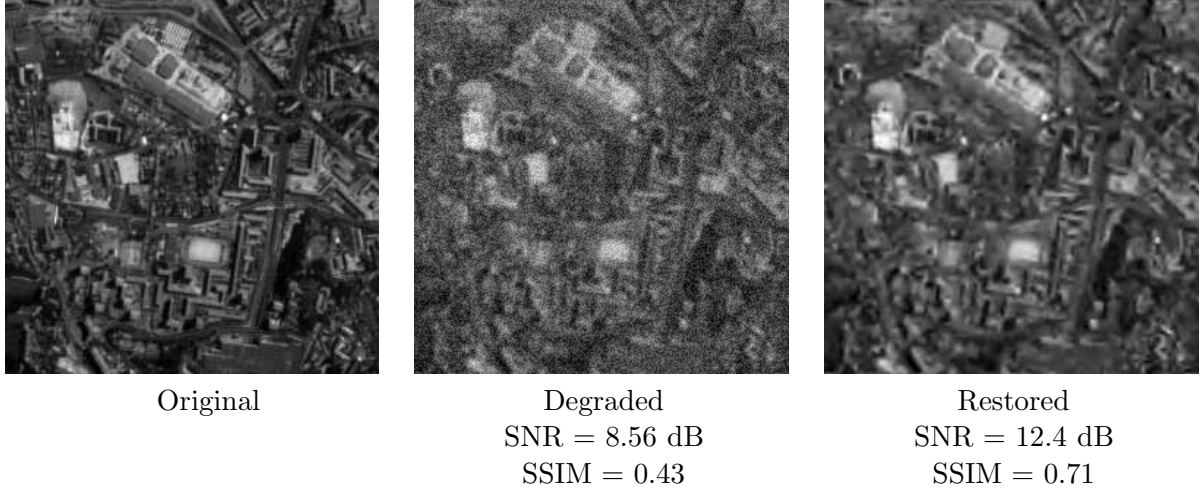 Original
Degraded
SNR = 8.56 dB
SSIM = 0.43
Restored
SNR = 12.4 dB
SSIM = 0.71